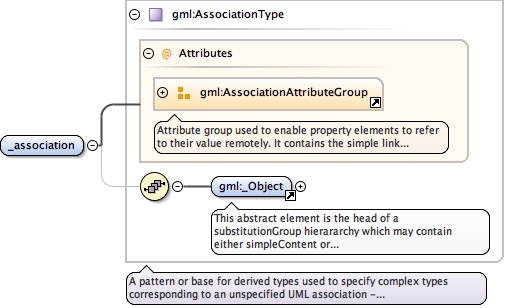 gml:AssociationType
@ Attributes
gml:AssociationAttributeGroup
Attribute group used to enable property elements to refer
to their value remotely. It contains the simple link...
_association
gml:_Object
This abstract element is the head of a
substitutionGroup hierararchy which may contain
either simpleContent or...
A pattern or base for derived types used to specify complex types
corresponding to an unspecified UML association -...